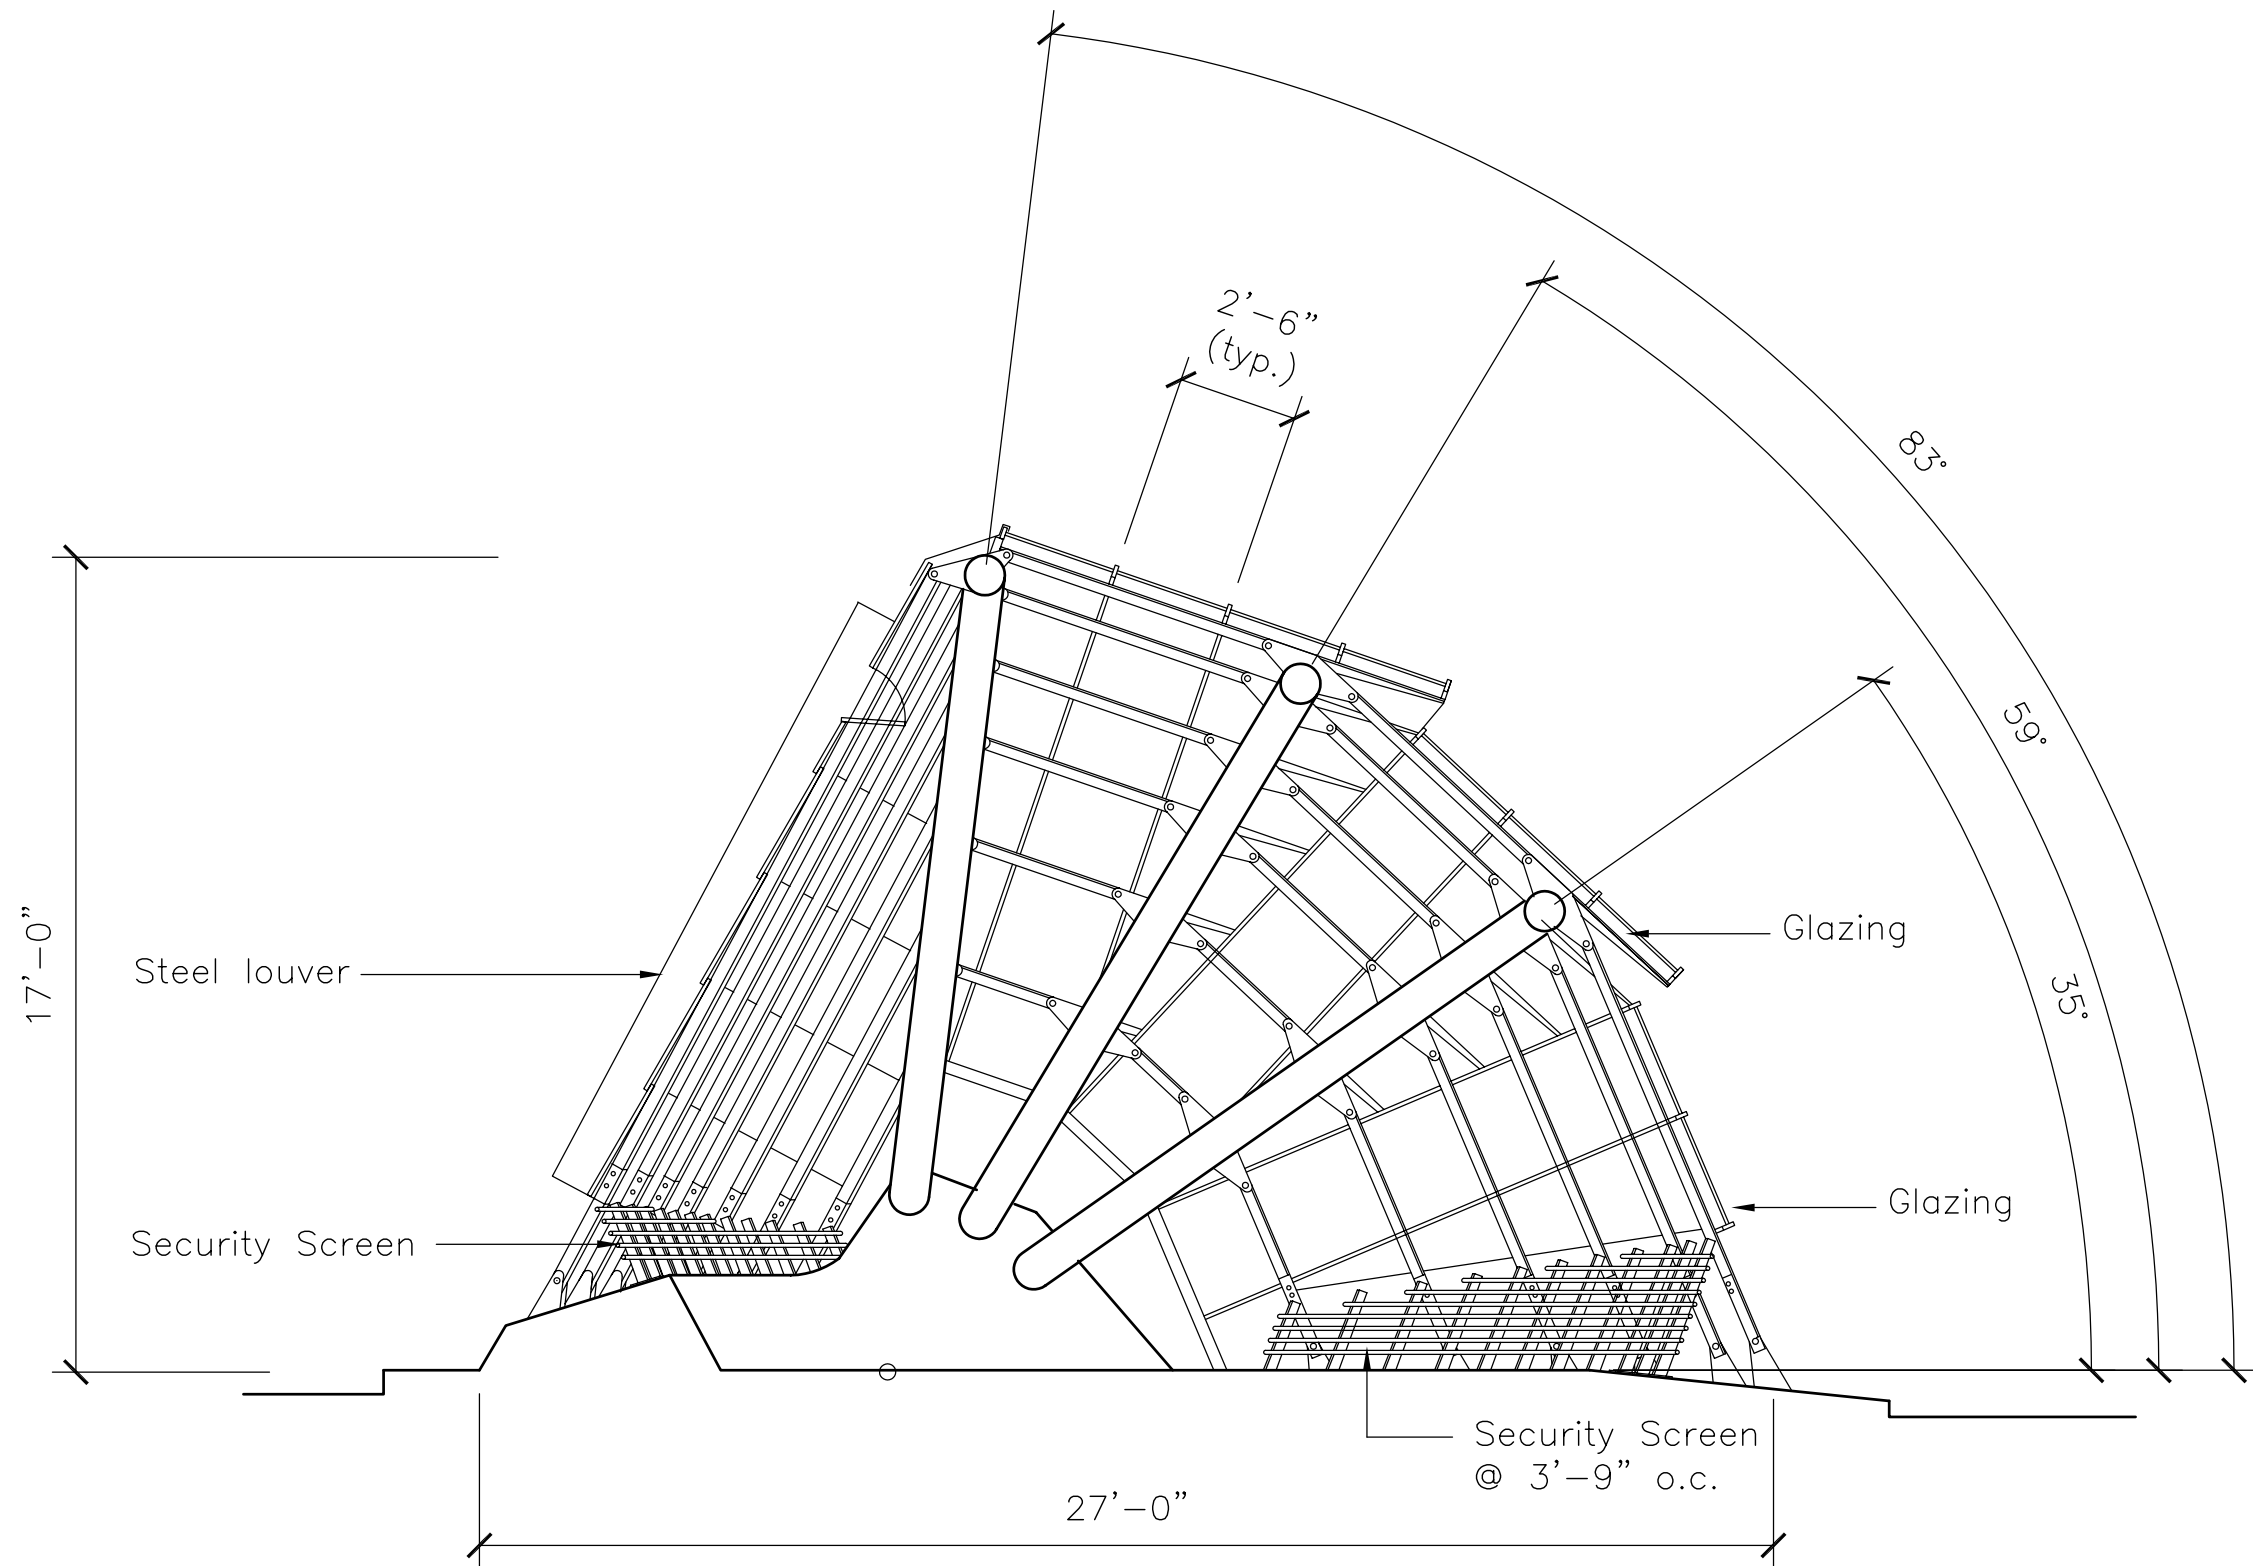 2'-6"
(typ.)
83°
59°
35°
17'-0"
Steel louver
Glazing
Glazing
Security Screen
Security Screen
@ 3'-9" o.c.
27'-0"